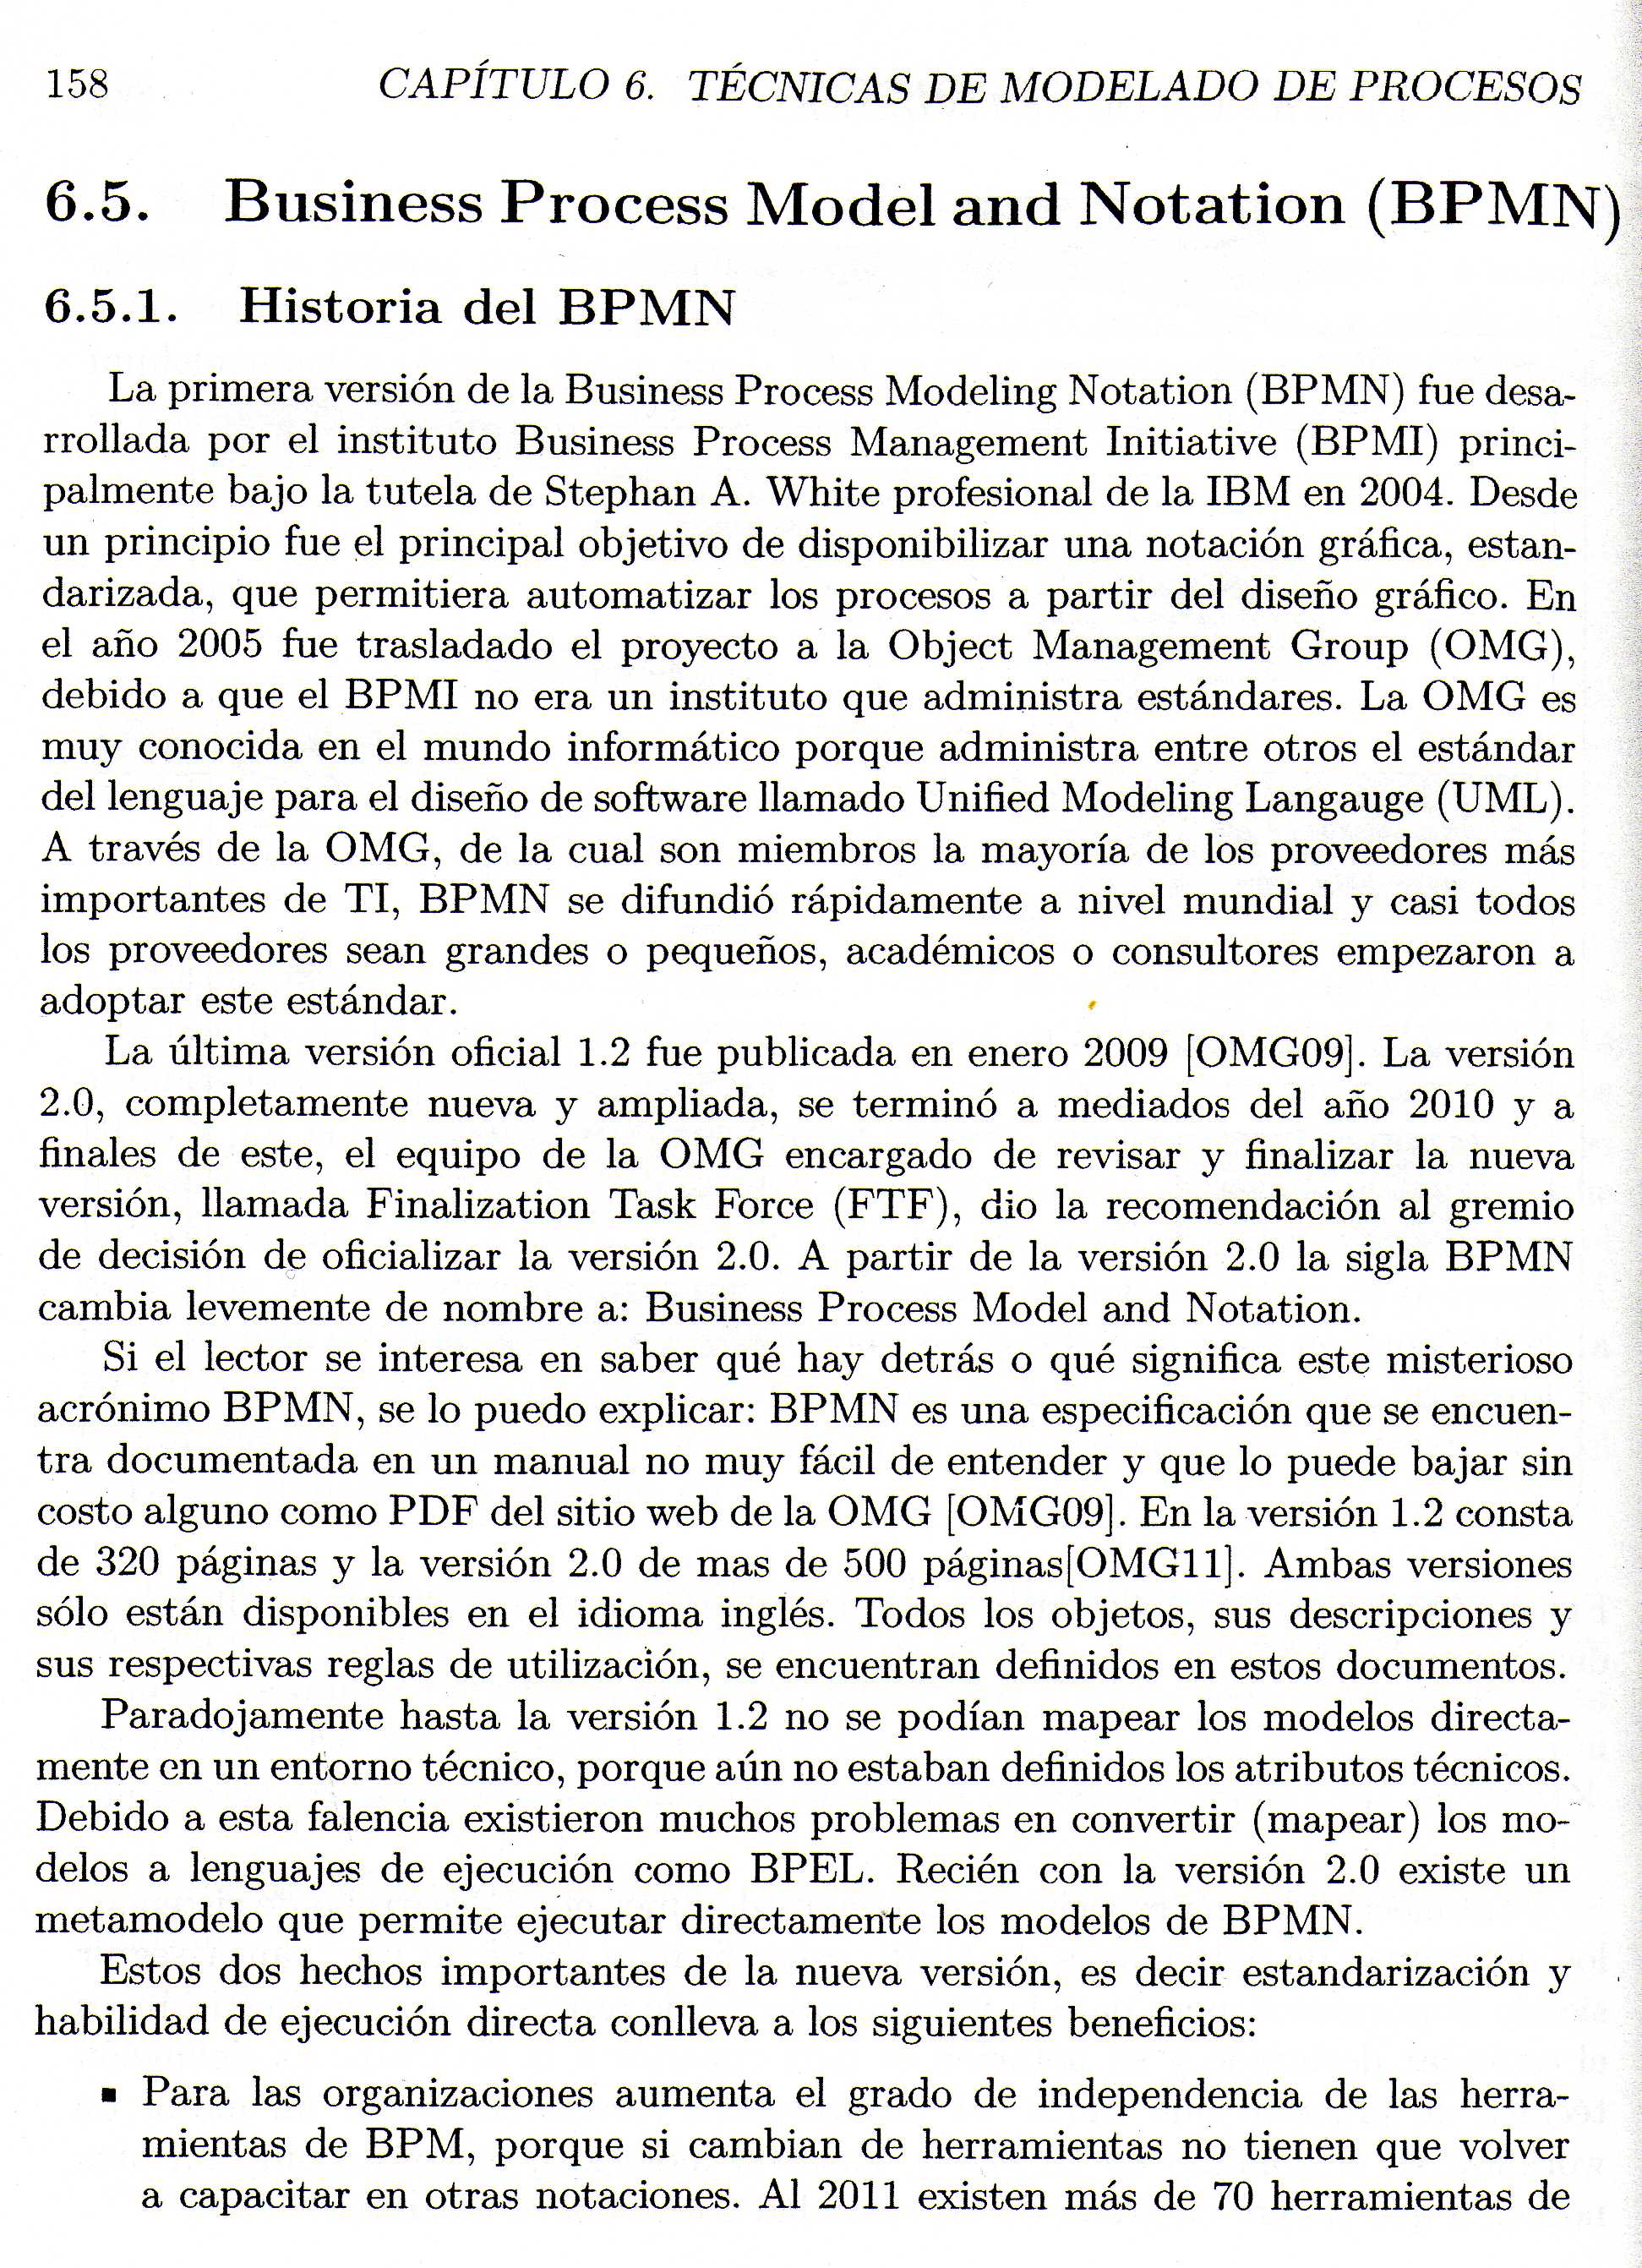 158 CAPÍTULO 6. TÉCNICAS DE MODELADO DE PROCESOS
6.5. Business Process Model and Notation (BPMN)
6.5.1. Historia del BPMN
La primera versión de la Business Process Modeling Notation (BPMN) fue desa-
rrollada por el instituto Business Process Management Initiative (BPMI) princi-
palmente bajo la tutela de Stephan A. White profesional de la IBM en 2004. Desde
un principio fue el principal objetivo de disponibilizar una notación gráfica, estan-
darizada, que permitiera automatizar los procesos a partir del diseño gráfico. En
el año 2005 fue trasladado el proyecto a la Object Management Group (OMG),
debido a que el BPMI no era un instituto que administra estándares. La OMG es
muy conocida en el mundo informático porque administra entre otros el estándar
del lenguaje para el diseño de software llamado Unified Modeling Langauge (UML).
A través de la OMG, de la cual son miembros la mayoría de los proveedores más
importantes de TI, BPMN se difundió rápidamente a nivel mundial y casi todos
los proveedores sean grandes o pequeños, académicos o consultores empezaron a
adoptar este estándar.
La última versión oficial 1.2 fue publicada en enero 2009 [OMG09]. La versión
2.0, completamente nueva y ampliada, se terminó a mediados del año 2010 y a
finales de este, el equipo de la OMG encargado de revisar y finalizar la nueva
versión, llamada Finalization Task Force (FTF), dio la recomendación al gremio
de decisión de oficializar la versión 2.0. A partir de la versión 2.0 la sigla BPMN
cambia levemente de nombre a: Business Process Model and Notation.
Si el lector se interesa en saber qué hay detrás o qué significa este misterioso
acrónimo BPMN, se lo puedo explicar: BPMN es una especificación que se encuen-
tra documentada en un manual no muy fácil de entender y que lo puede bajar sin
costo alguno como PDF del sitio web de la OMG [OMG09]. En la versión 1.2 consta
de 320 páginas y la versión 2.0 de mas de 500 páginas[OMG11]. Ambas versiones
sólo están disponibles en el idioma inglés. Todos los objetos, sus descripciones y
sus respectivas reglas de utilización, se encuentran definidos en estos documentos.
Paradojamente hasta la versión 1.2 no se podían mapear los modelos directa-
mente en un entorno técnico, porque aún no estaban definidos los atributos técnicos.
Debido a esta falencia existieron muchos problemas en convertir (mapear) los mo-
delos a lenguajes de ejecución como BPEL. Recién con la versión 2.0 existe un
metamodelo que permite ejecutar directamente los modelos de BPMN.
Estos dos hechos importantes de la nueva versión, es decir estandarización y
habilidad de ejecución directa conlleva a los siguientes beneficios:
▪ Para las organizaciones aumenta el grado de independencia de las herra-
mientas de BPM, porque si cambian de herramientas no tienen que volver
a capacitar en otras notaciones. Al 2011 existen más de 70 herramientas de